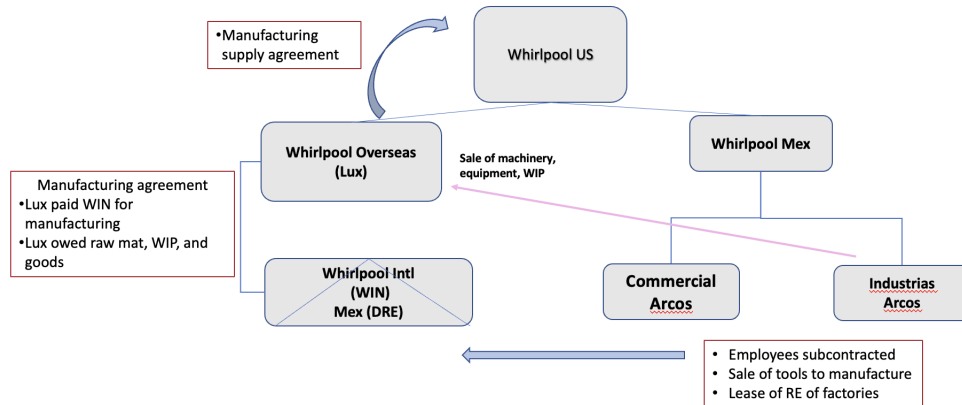 •Manufacturing
supply agreement
Whirlpool US
Whirlpool Overseas
(Lux)
Sale of machinery,
equipment, WIP
Whirlpool Mex
Manufacturing agreement
•Lux paid WIN for
manufacturing
•Lux owed raw mat, WIP, and
goods
Whirlpool Intl
(WIN)
Mex (DRE)
Commercial
Arcos
Industrias
Arcos
• Employees subcontracted
• Sale of tools to manufacture
• Lease of RE of factories